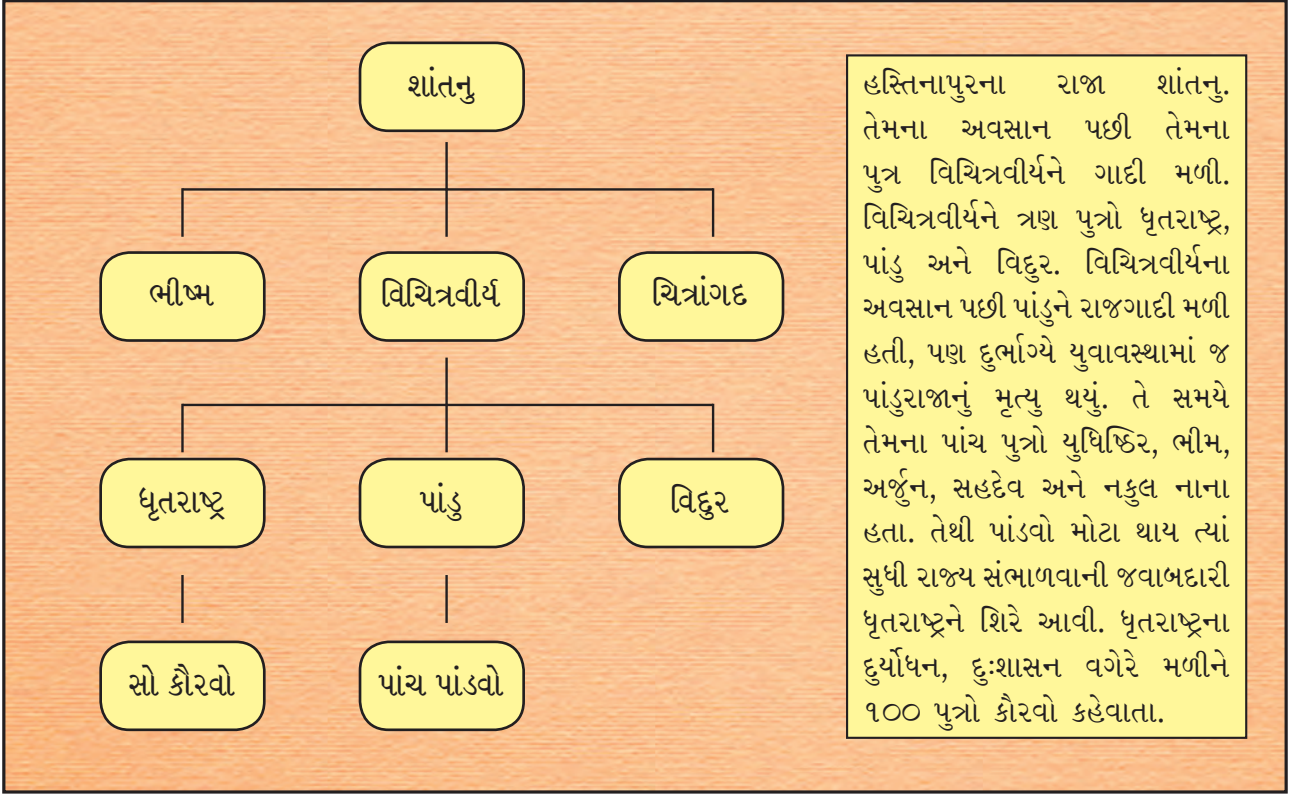 શાંતનુ
ભીષ્મ
વિચિત્રવીર્ય
ચિત્રાંગદ
ધૃતરાષ્ટ્ર
પાંડુ
વિદુર
સો કૌરવો
પાંચ પાંડવો
હસ્તિનાપુરના રાજા શાંતનુ.
તેમના અવસાન પછી તેમના
પુત્ર વિચિત્રવીર્યને ગાદી મળી.
વિચિત્રવીર્યને ત્રણ પુત્રો ધૃતરાષ્ટ્ર,
પાંડુ અને વિદુર. વિચિત્રવીર્યના
અવસાન પછી પાંડુને રાજગાદી મળી
હતી, પણ દુર્ભાગ્યે યુવાવસ્થામાં જ
પાંડુરાજાનું મૃત્યુ થયું. તે સમયે
તેમના પાંચ પુત્રો યુધિષ્ઠિર, ભીમ,
અર્જુન, સહદેવ અને નકુલ નાના
હતા. તેથી પાંડવો મોટા થાય ત્યાં
સુધી રાજ્ય સંભાળવાની જવાબદારી
ધૃતરાષ્ટ્રને શિરે આવી. ધૃતરાષ્ટ્રના
દુર્યોધન, દુઃશાસન વગેરે મળીને
૧૦૦ પુત્રો કૌરવો કહેવાતા.